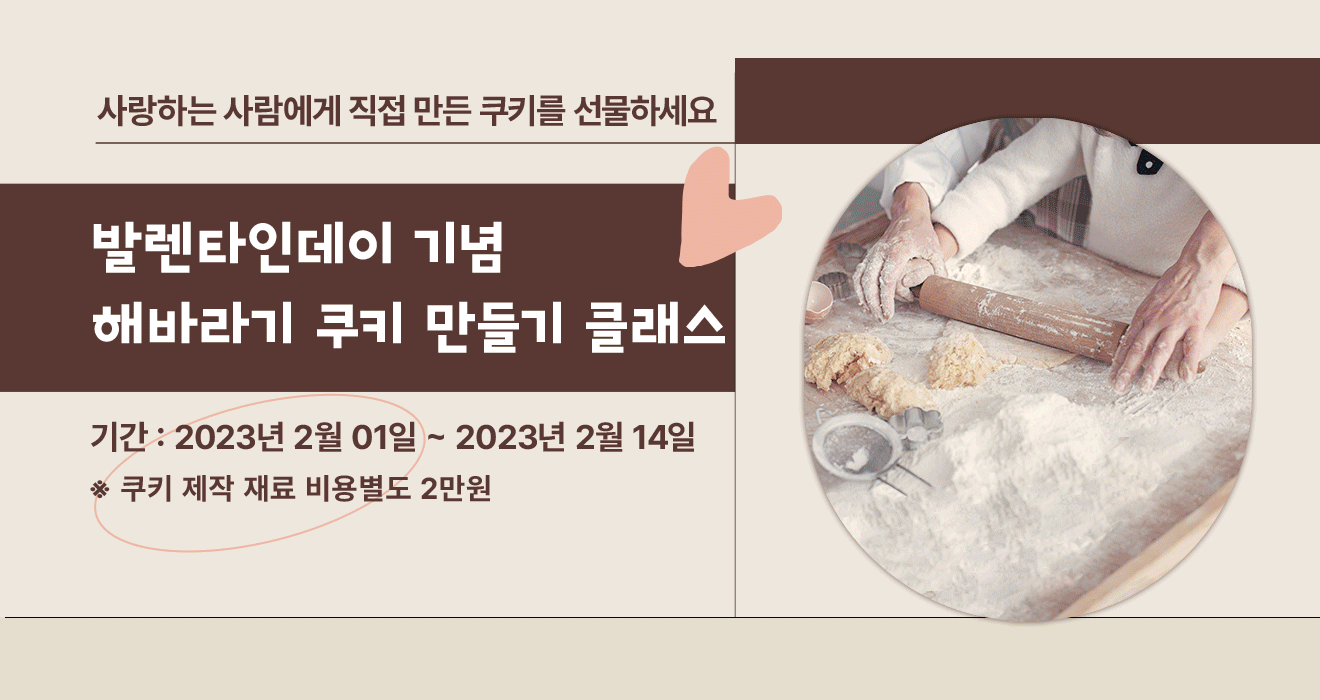 사랑하는 사람에게 직접 만든 쿠키를 선물하세요
발렌타인데이 기념
해바라기 쿠키 만들기 클래스
기간 : 2023년 2월 01일 ~ 2023년 2월 14일
※ 쿠키 제작 재료 비용별도 2만원